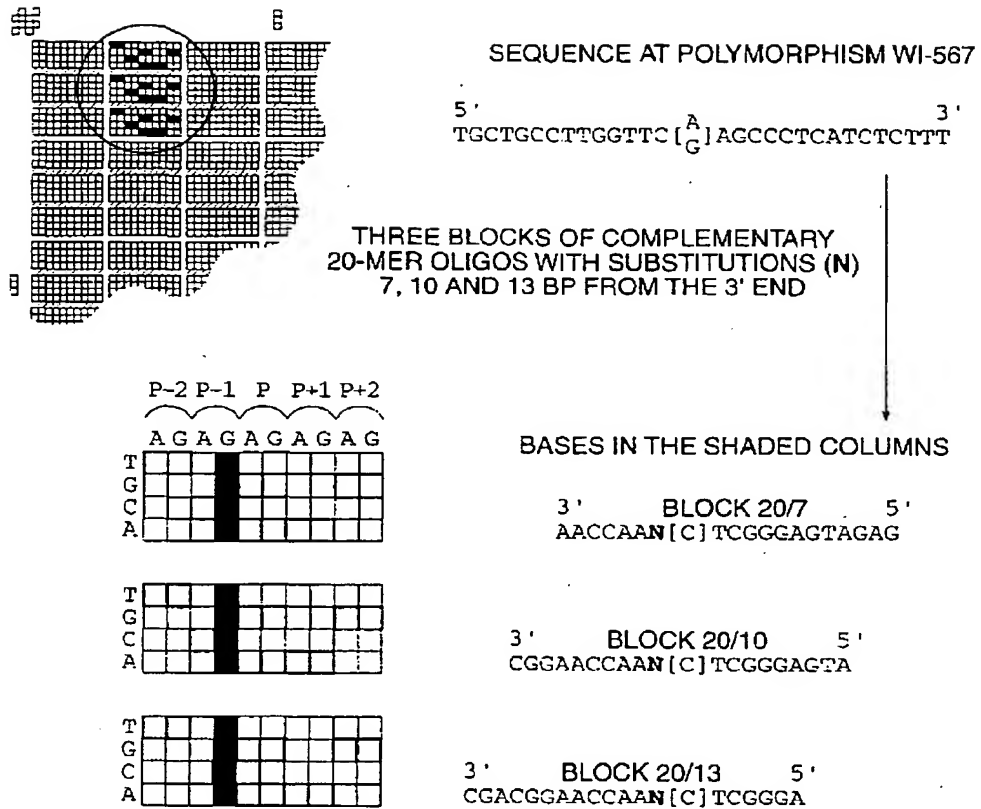 SEQUENCE AT POLYMORPHISM WI-567
5' 3'
TGCTGCCTTGGTTC[A/G]AGCCCTCATCTCTTT
THREE BLOCKS OF COMPLEMENTARY
20-MER OLIGOS WITH SUBSTITUTIONS (N)
7, 10 AND 13 BP FROM THE 3' END
P-2 P-1 P P+1 P+2
A G A G A G A G A G
BASES IN THE SHADED COLUMNS
T
G
C
A
3' BLOCK 20/7 5'
AACCAAN[C]TCGGGAGTAGAG
T
G
C
A
3' BLOCK 20/10 5'
CGGAACCAAN[C]TCGGGAGTA
T
G
C
A
3' BLOCK 20/13 5'
CGACGGAACCAAN[C]TCGGGA